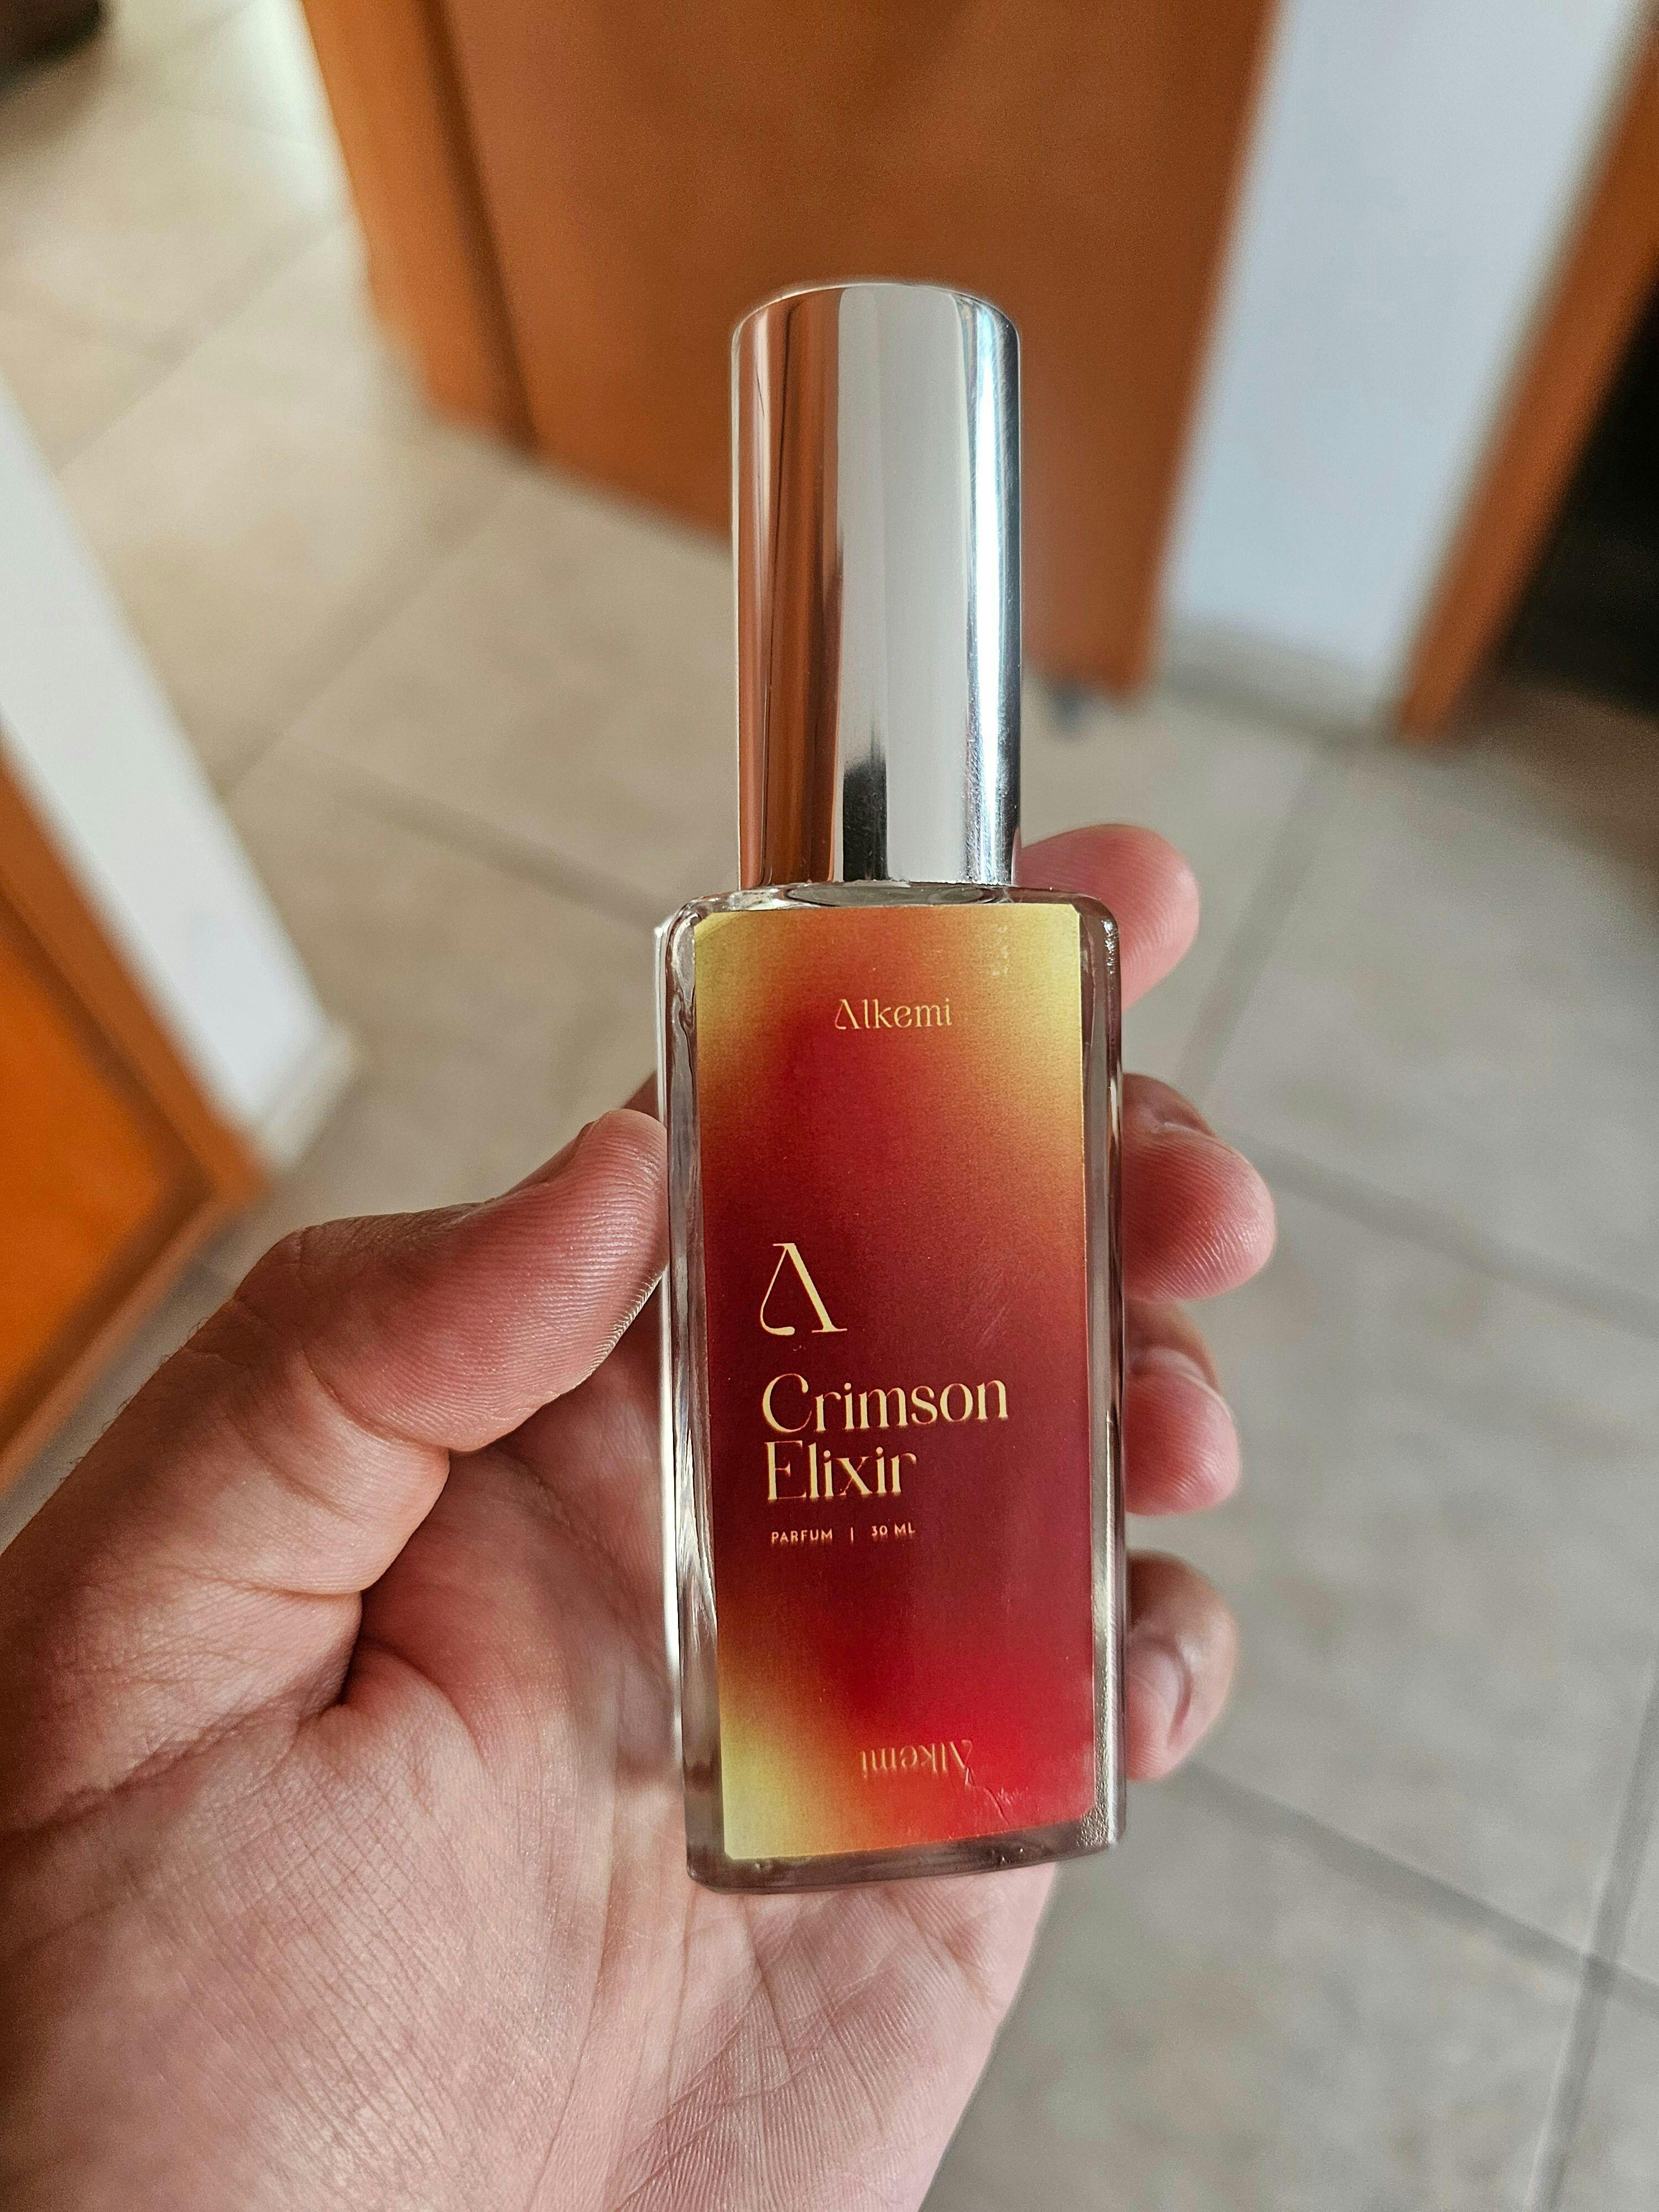 Alkemi
A
Crimson
Elixir
PARFUM | 30 ML
Alkemi